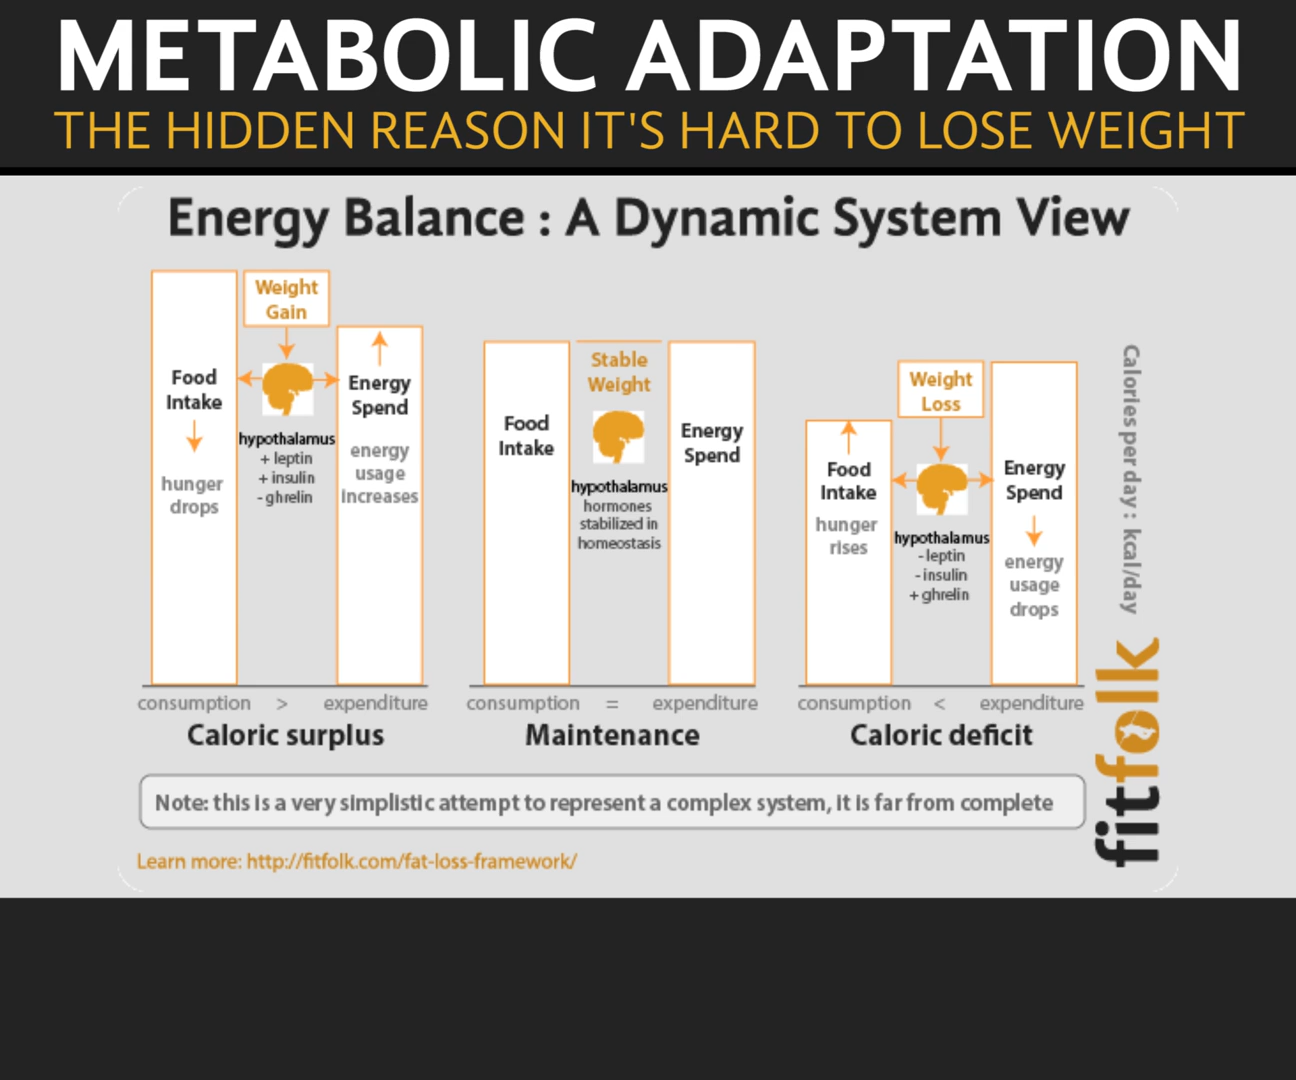 METABOLIC ADAPTATION
THE HIDDEN REASON IT'S HARD TO LOSE WEIGHT
Energy Balance : A Dynamic System View
Food
Intake
hunger
drops
Weight
Gain
hypothalamus
+ leptin
+ insulin
- ghrelin
Energy
Spend
energy
usage
increases
consumption > expenditure
Caloric surplus
Food
Intake
Stable
Weight
hypothalamus
hormones
stabilized in
homeostasis
Energy
Spend
consumption = expenditure
Maintenance
Food
Intake
hunger
rises
Weight
Loss
hypothalamus
- leptin
- insulin
+ ghrelin
Energy
Spend
energy
usage
drops
consumption < expenditure
Caloric deficit
Calories per day : kcal/day
fitfolk
Note: this is a very simplistic attempt to represent a complex system, it is far from complete
Learn more: http://fitfolk.com/fat-loss-framework/